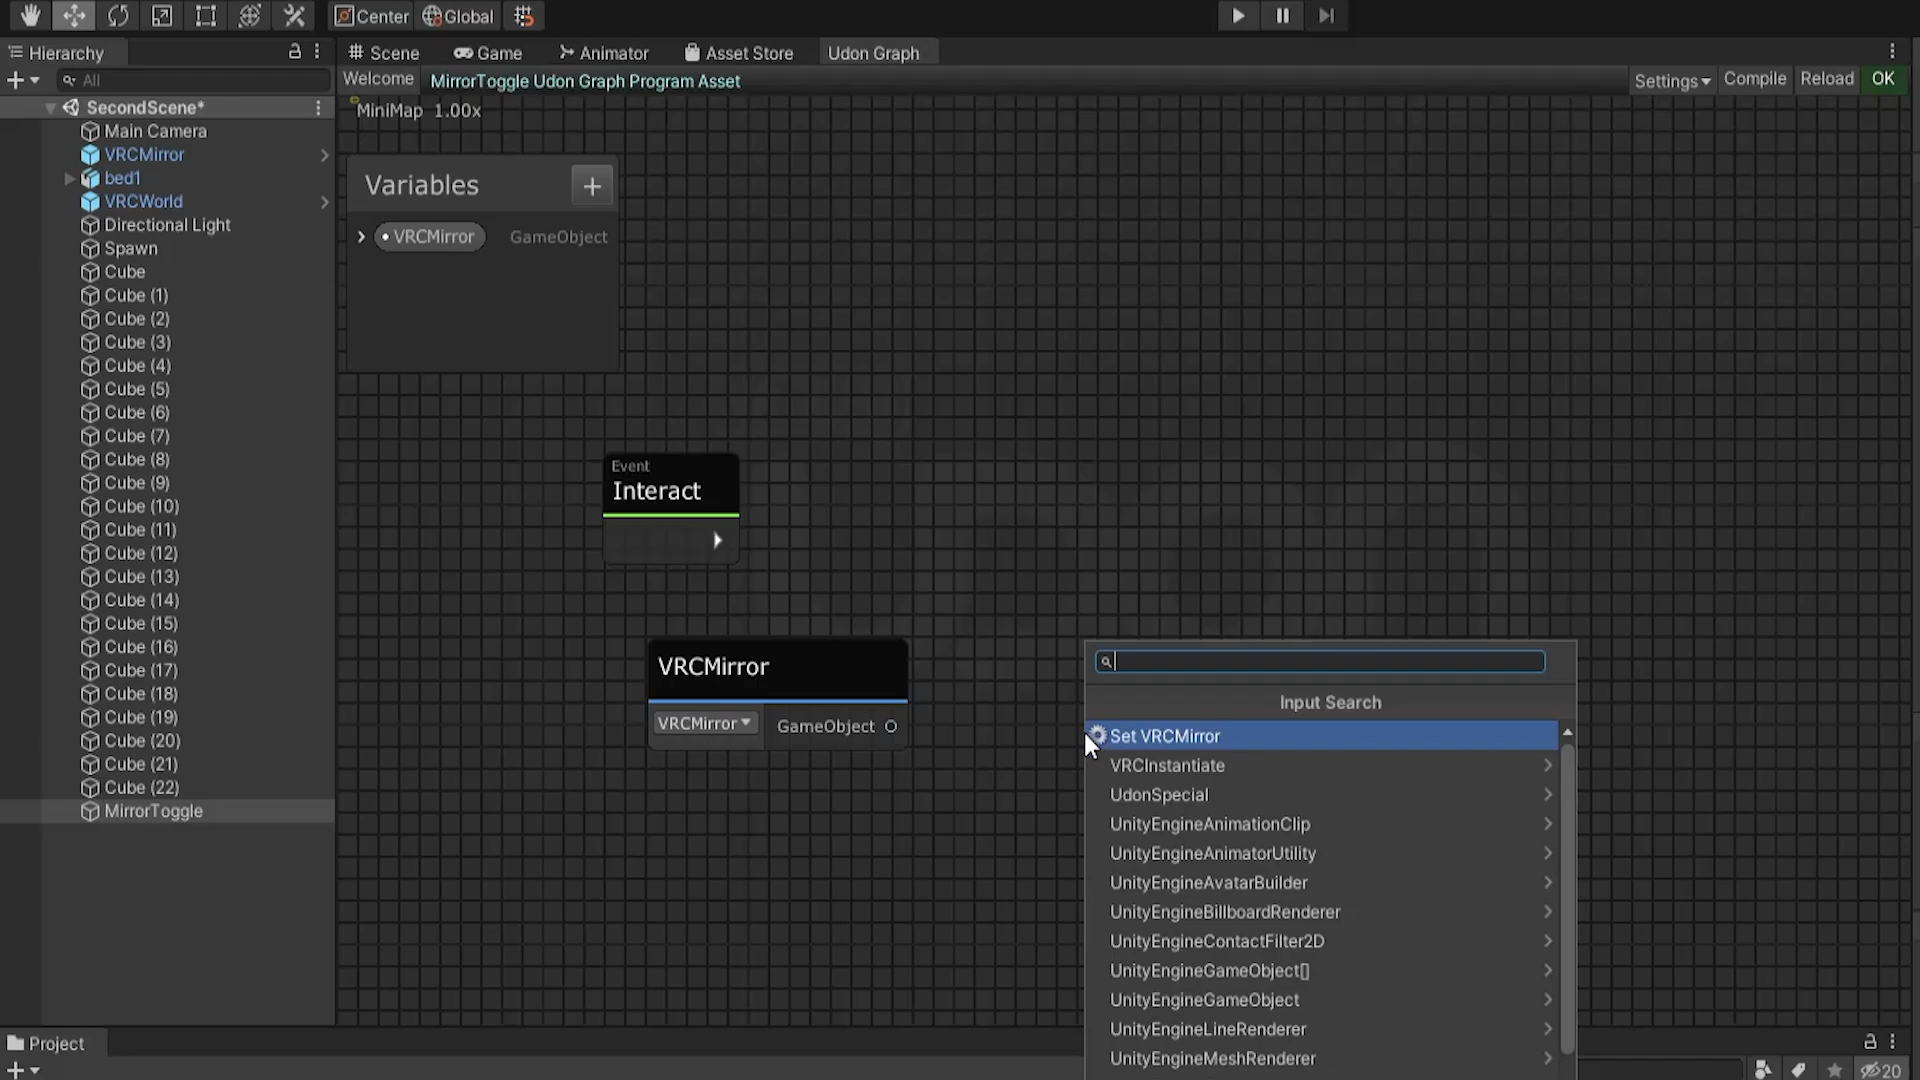 Center Global
Hierarchy
All
SecondScene*
Main Camera
VRCMirror
bed1
VRCWorld
Directional Light
Spawn
Cube
Cube (1)
Cube (2)
Cube (3)
Cube (4)
Cube (5)
Cube (6)
Cube (7)
Cube (8)
Cube (9)
Cube (10)
Cube (11)
Cube (12)
Cube (13)
Cube (14)
Cube (15)
Cube (16)
Cube (17)
Cube (18)
Cube (19)
Cube (20)
Cube (21)
Cube (22)
MirrorToggle
Scene Game Animator Asset Store Udon Graph
Welcome MirrorToggle Udon Graph Program Asset Settings Compile Reload OK
MiniMap 1.00x
Variables +
VRCMirror GameObject
Event
Interact
VRCMirror
VRCMirror GameObject
Input Search
Set VRCMirror
VRCInstantiate
UdonSpecial
UnityEngineAnimationClip
UnityEngineAnimatorUtility
UnityEngineAvatarBuilder
UnityEngineBillboardRenderer
UnityEngineContactFilter2D
UnityEngineGameObject[]
UnityEngineGameObject
UnityEngineLineRenderer
UnityEngineMeshRenderer
Project
20